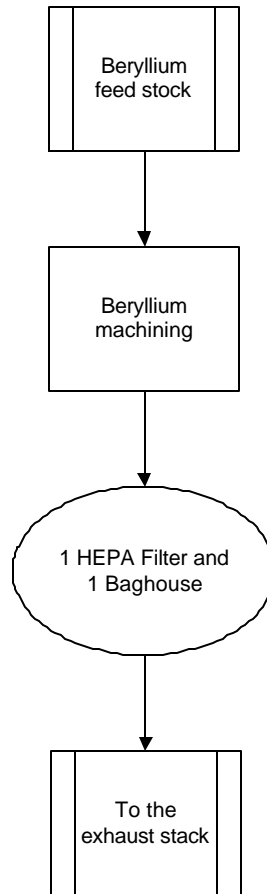 Beryllium
feed stock
Beryllium
machining
1 HEPA Filter and
1 Baghouse
To the
exhaust stack